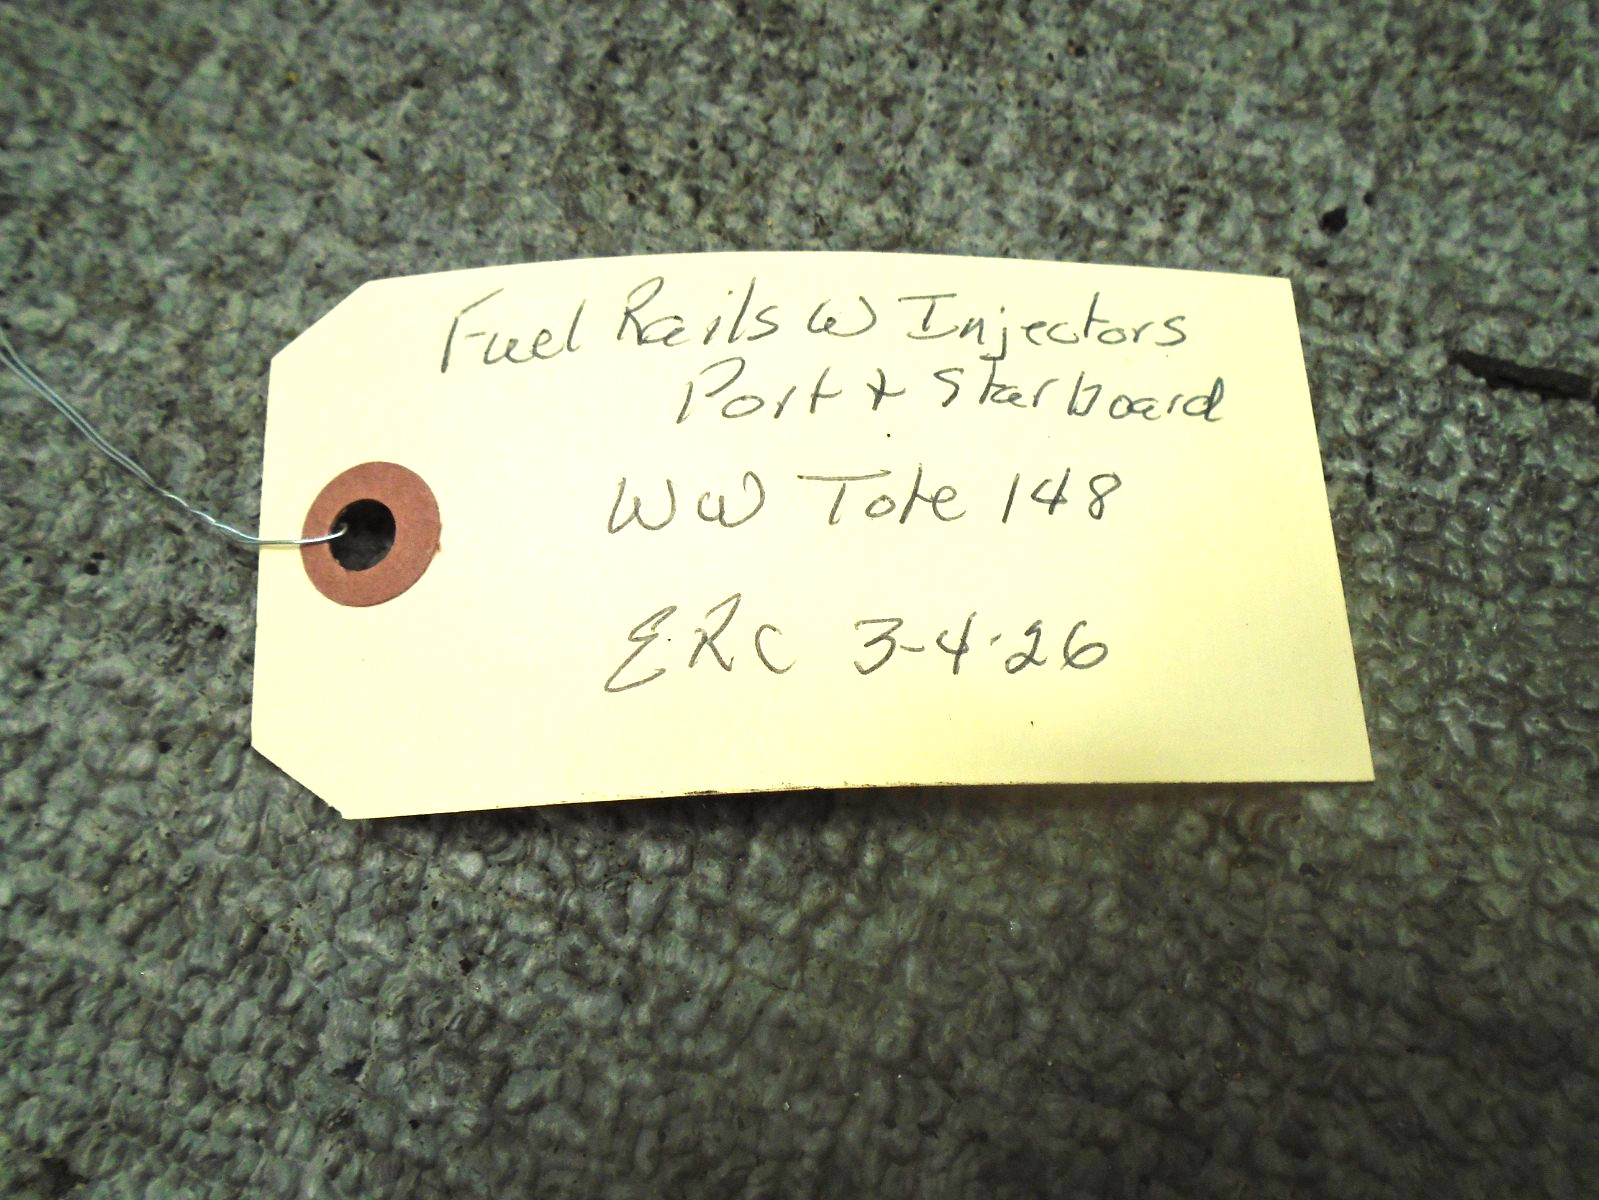 Fuel Rails W Injectors
Port + Starboard
WW Tote 148
ERC 3-4-26